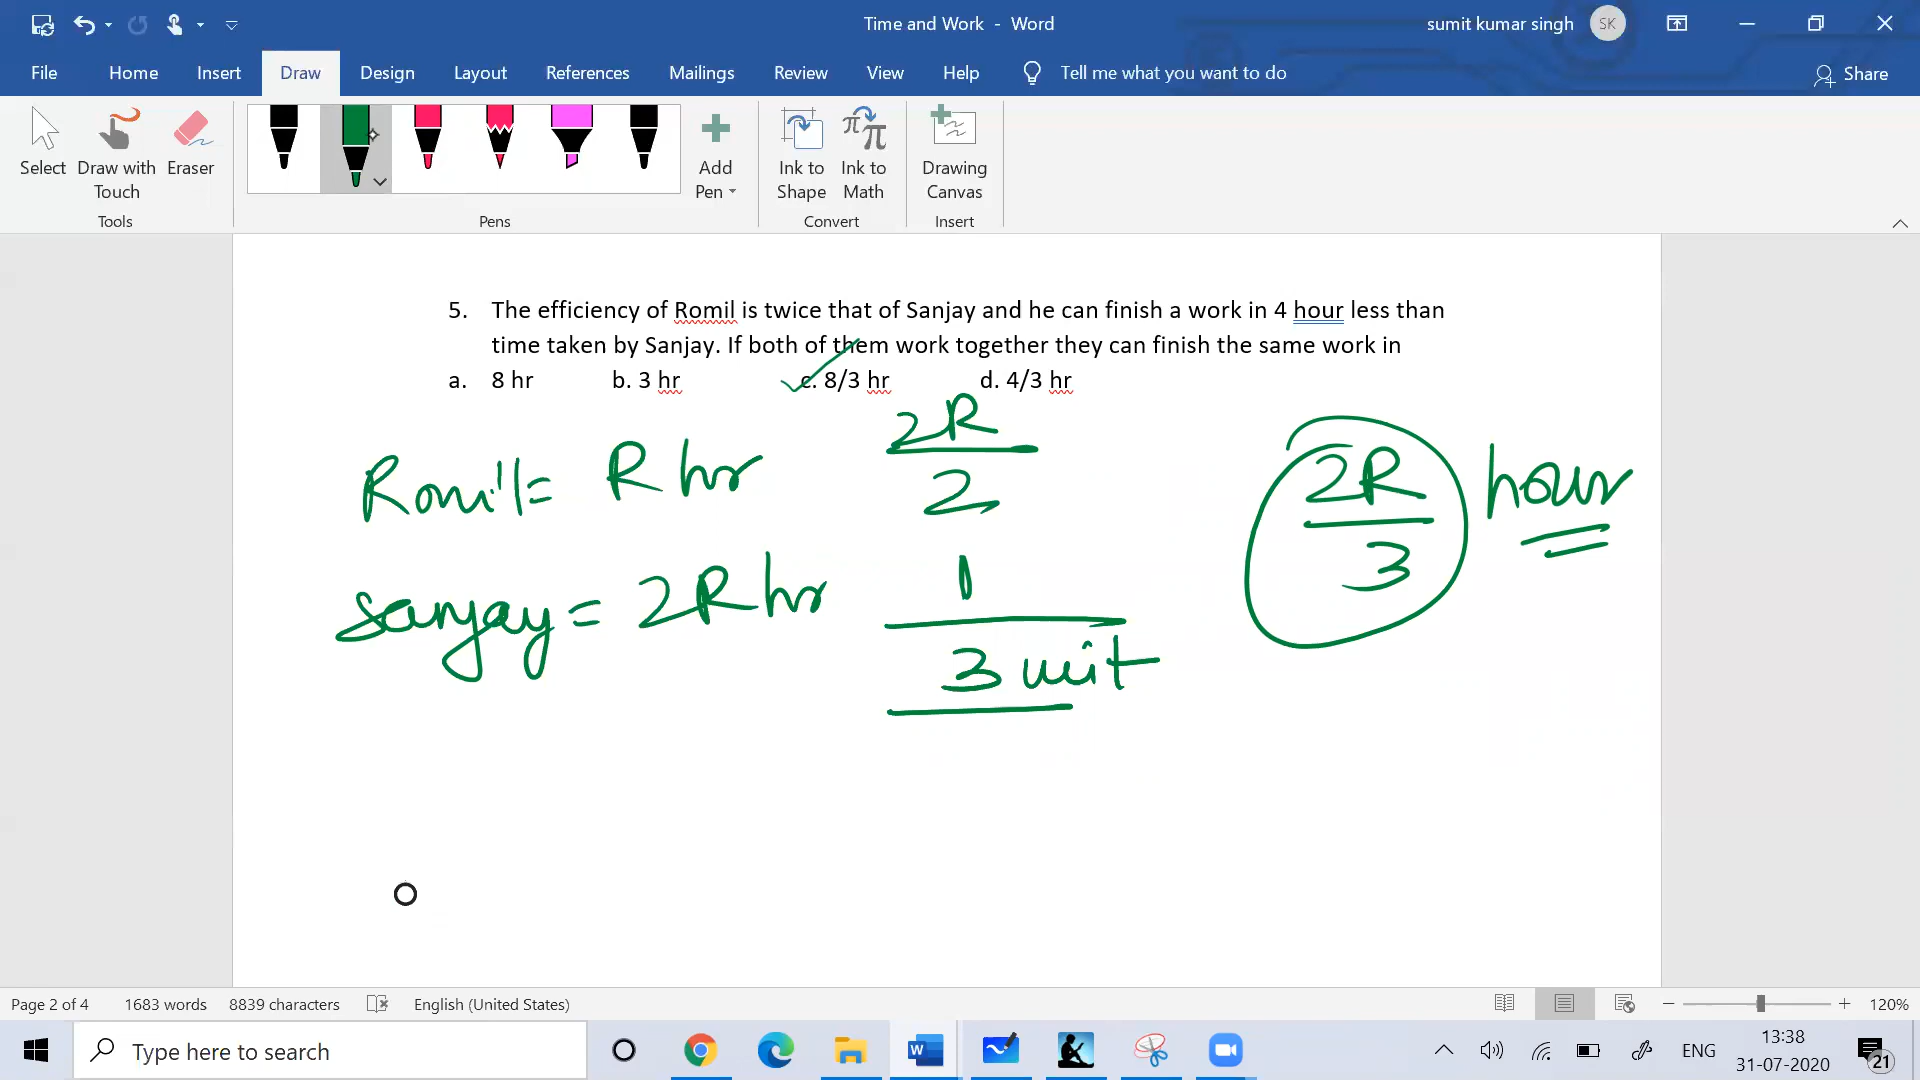 Time and Work - Word
sumit kumar singh
SK
File Home Insert Draw Design Layout References Mailings Review View Help Tell me what you want to do Share
Select
Draw with Touch
Eraser
Add Pen
Ink to Shape
Ink to Math
Drawing Canvas
Tools Pens Convert Insert
5. The efficiency of Romil is twice that of Sanjay and he can finish a work in 4 hour less than
time taken by Sanjay. If both of them work together they can finish the same work in
a. 8 hr b. 3 hr c. 8/3 hr d. 4/3 hr
Romil = R hr
2R
2
2R
3
hour
Sanjay = 2R hr
1
3 unit
Page 2 of 4 1683 words 8839 characters English (United States) 120%
Type here to search
ENG
13:38
31-07-2020
21